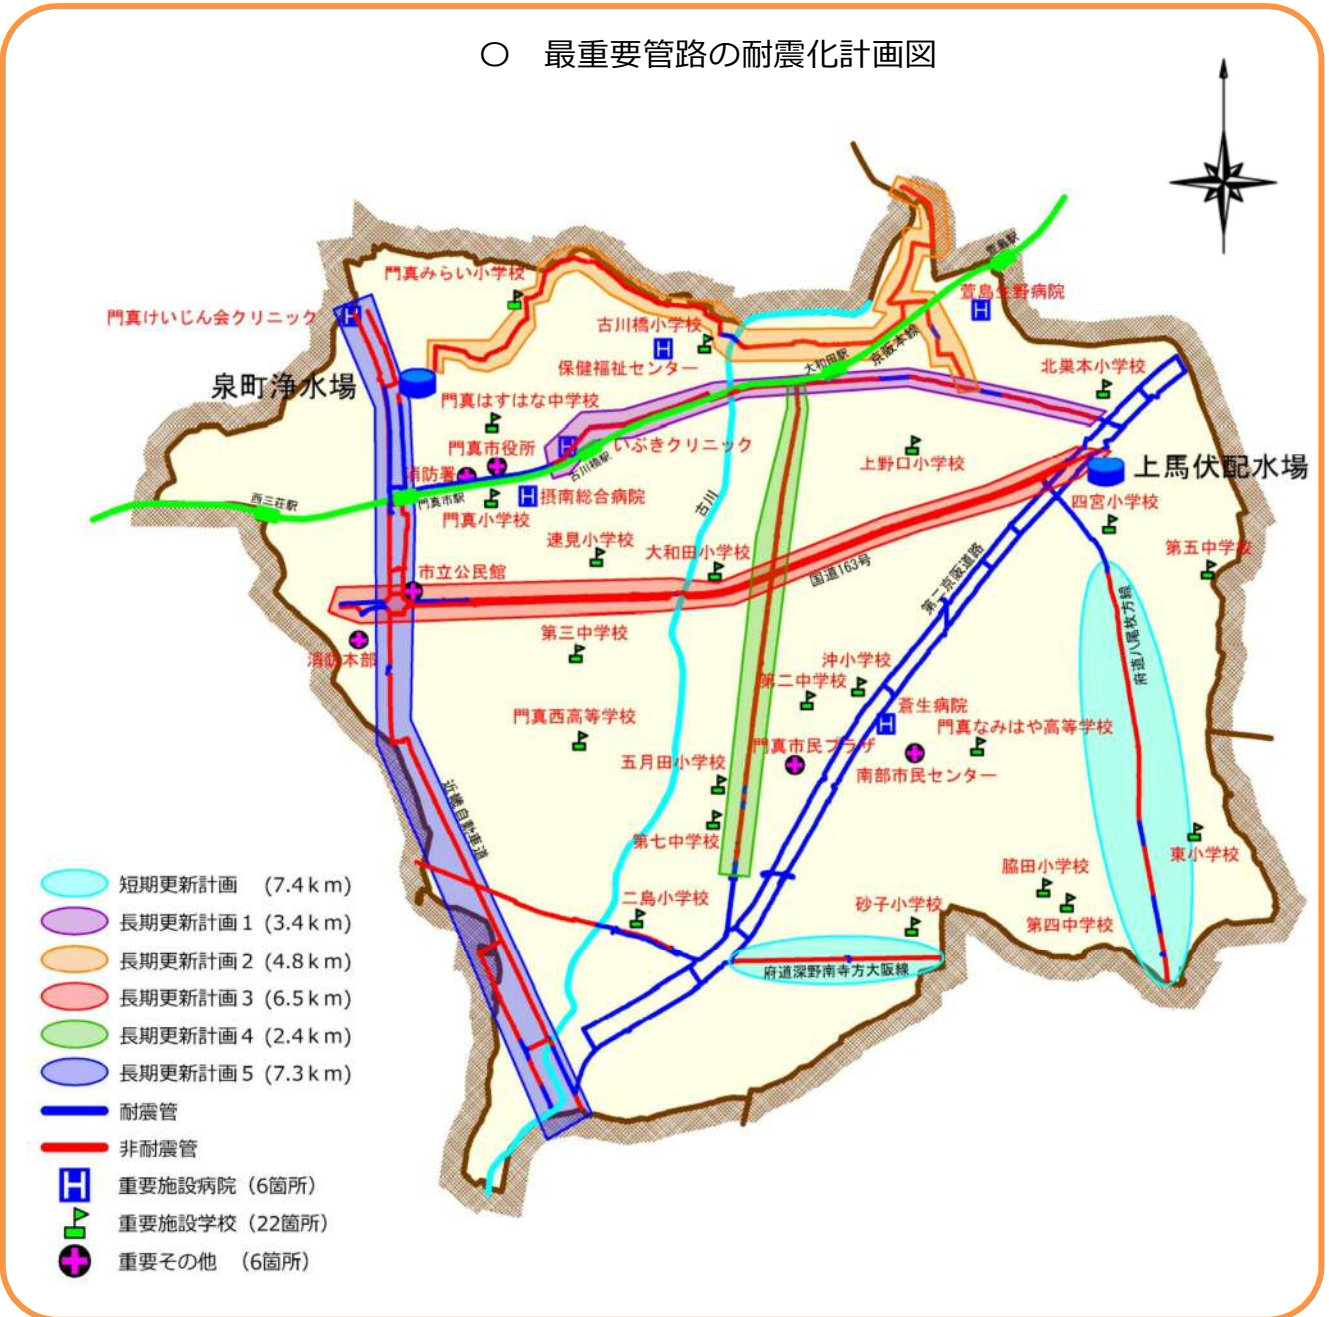 ○　最重要管路の耐震化計画図
萱島駅
門真みらい小学校
萱島生野病院
門真けいじん会クリニック
古川橋小学校
京阪本線
大和田駅
保健福祉センター
北巣本小学校
泉町浄水場
門真はすはな中学校
門真市役所
いぶきクリニック
上野口小学校
上馬伏配水場
消防署
古川橋駅
西三荘駅
門真市駅
摂南総合病院
古川
四宮小学校
門真小学校
速見小学校
大和田小学校
第五中学校
国道163号
第二京阪道路
市立公民館
府道八尾枚方線
第三中学校
消防本部
沖小学校
第二中学校
蒼生病院
門真西高等学校
門真なみはや高等学校
門真市民プラザ
五月田小学校
南部市民センター
近畿自動車道
第七中学校
東小学校
脇田小学校
二島小学校
砂子小学校
第四中学校
府道深野南寺方大阪線
短期更新計画　(7.4ｋｍ)
長期更新計画１(3.4ｋｍ)
長期更新計画２(4.8ｋｍ)
長期更新計画３(6.5ｋｍ)
長期更新計画４(2.4ｋｍ)
長期更新計画５(7.3ｋｍ)
耐震管
非耐震管
H 重要施設病院（6箇所）
重要施設学校（22箇所）
重要その他　（6箇所）